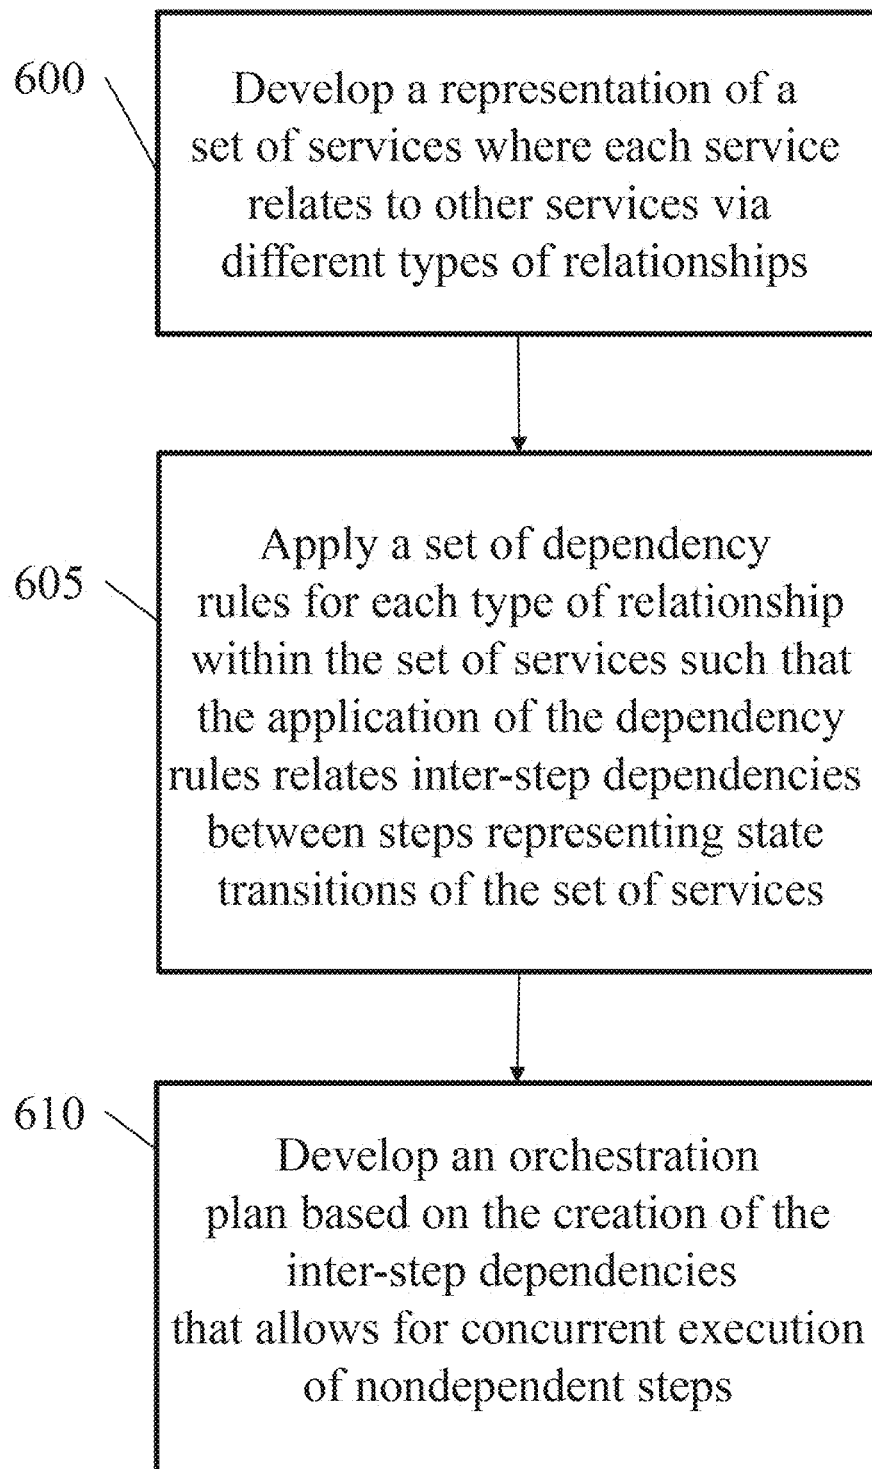 600
Develop a representation of a
set of services where each service
relates to other services via
different types of relationships
605
Apply a set of dependency
rules for each type of relationship
within the set of services such that
the application of the dependency
rules relates inter-step dependencies
between steps representing state
transitions of the set of services
610
Develop an orchestration
plan based on the creation of the
inter-step dependencies
that allows for concurrent execution
of nondependent steps